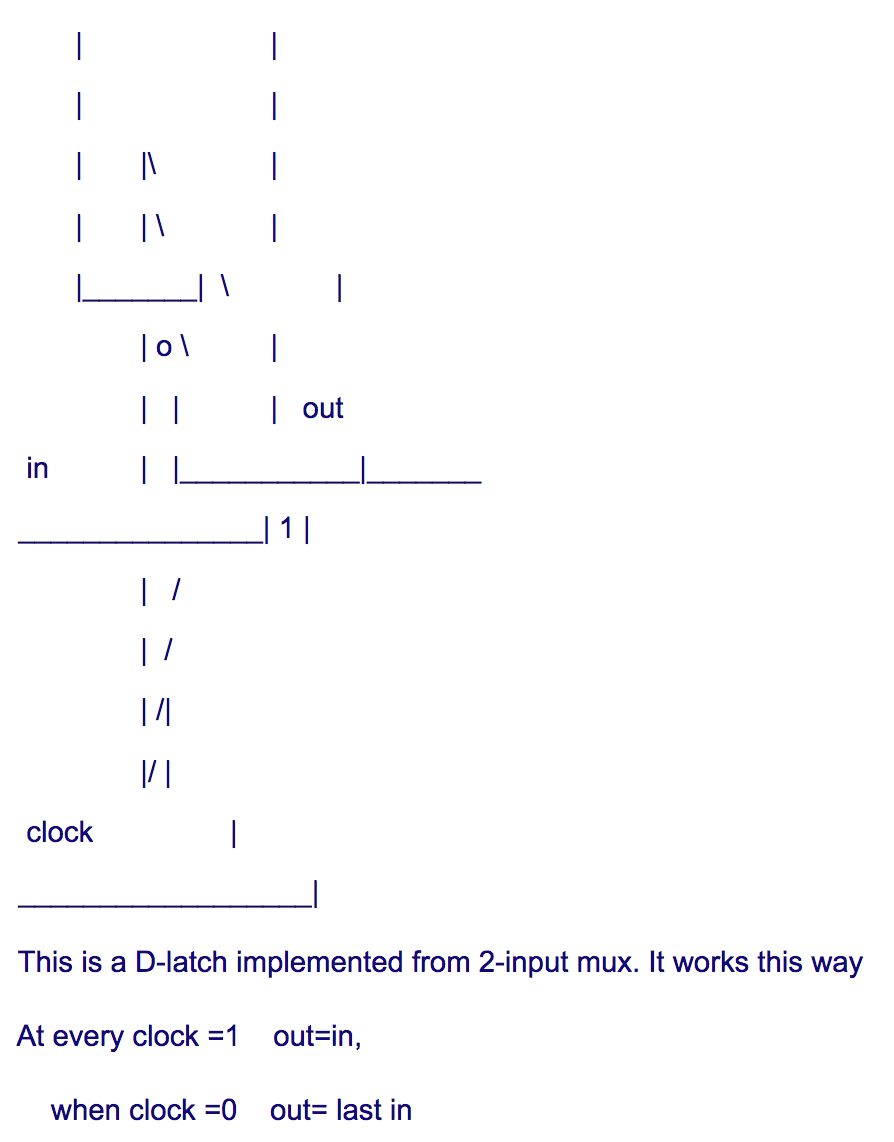 |                       |
|                       |
|       |\              |
|       | \             |
|_______|  \             |
| o \          |
|   |           |   out
in            |   |___________|_______
_______________| 1 |
|   /
|  /
| /|
|/ |
clock                 |
__________________|
This is a D-latch implemented from 2-input mux. It works this way
At every clock =1    out=in,
when clock =0    out= last in